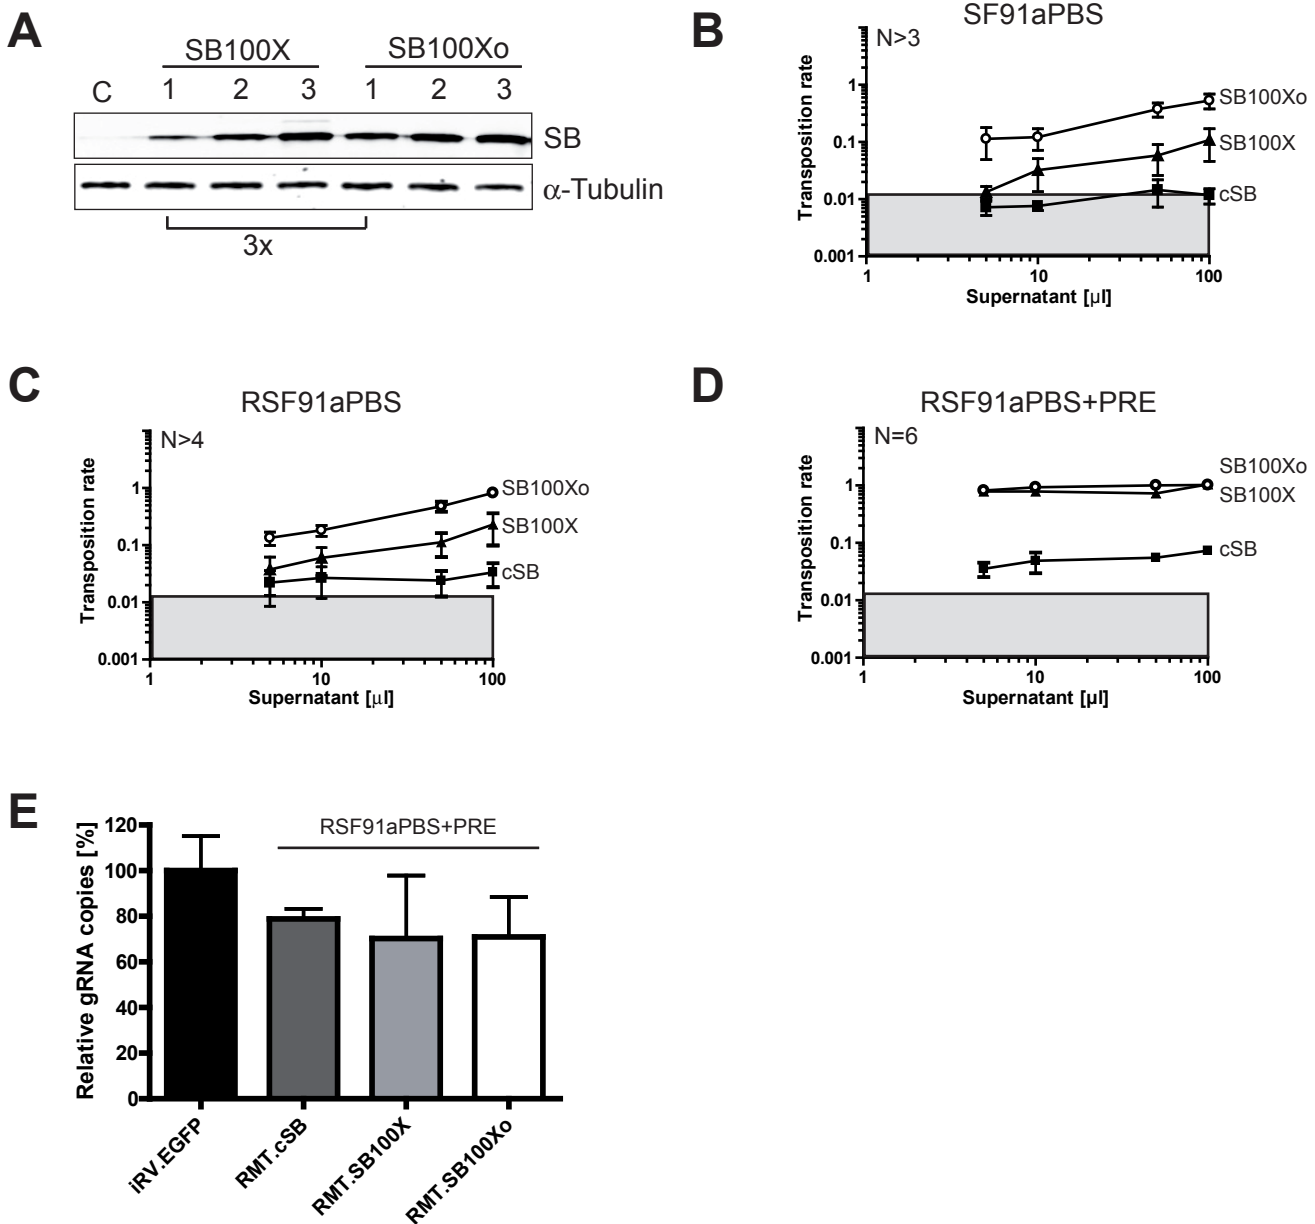 A
SB100X SB100Xo
C 1 2 3 1 2 3
SB
α-Tubulin
3x
B
SF91aPBS
N>3
Transposition rate
1
0.1
0.01
0.001
SB100Xo
SB100X
cSB
1 10 100
Supernatant [µl]
C
RSF91aPBS
N>4
Transposition rate
1
0.1
0.01
0.001
SB100Xo
SB100X
cSB
1 10 100
Supernatant [µl]
D
RSF91aPBS+PRE
N=6
Transposition rate
1
0.1
0.01
0.001
SB100Xo
SB100X
cSB
1 10 100
Supernatant [µl]
E
RSF91aPBS+PRE
Relative gRNA copies [%]
120
100
80
60
40
20
0
iRV.EGFP
RMT.cSB
RMT.SB100X
RMT.SB100Xo